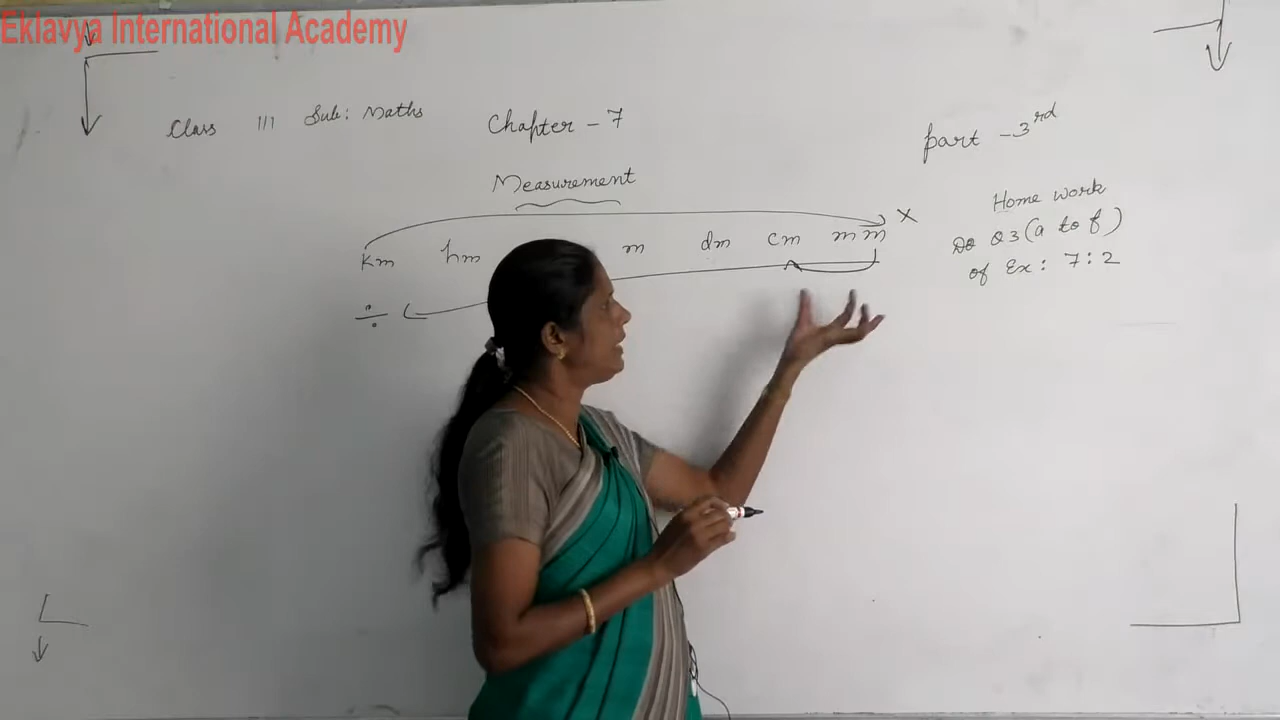 Eklavya International Academy
Class III Sub: Maths Chapter - 7
part - 3rd
Measurement
Home work
Do Q3 (a to f)
of Ex: 7:2
km hm m dm cm mm ×
÷